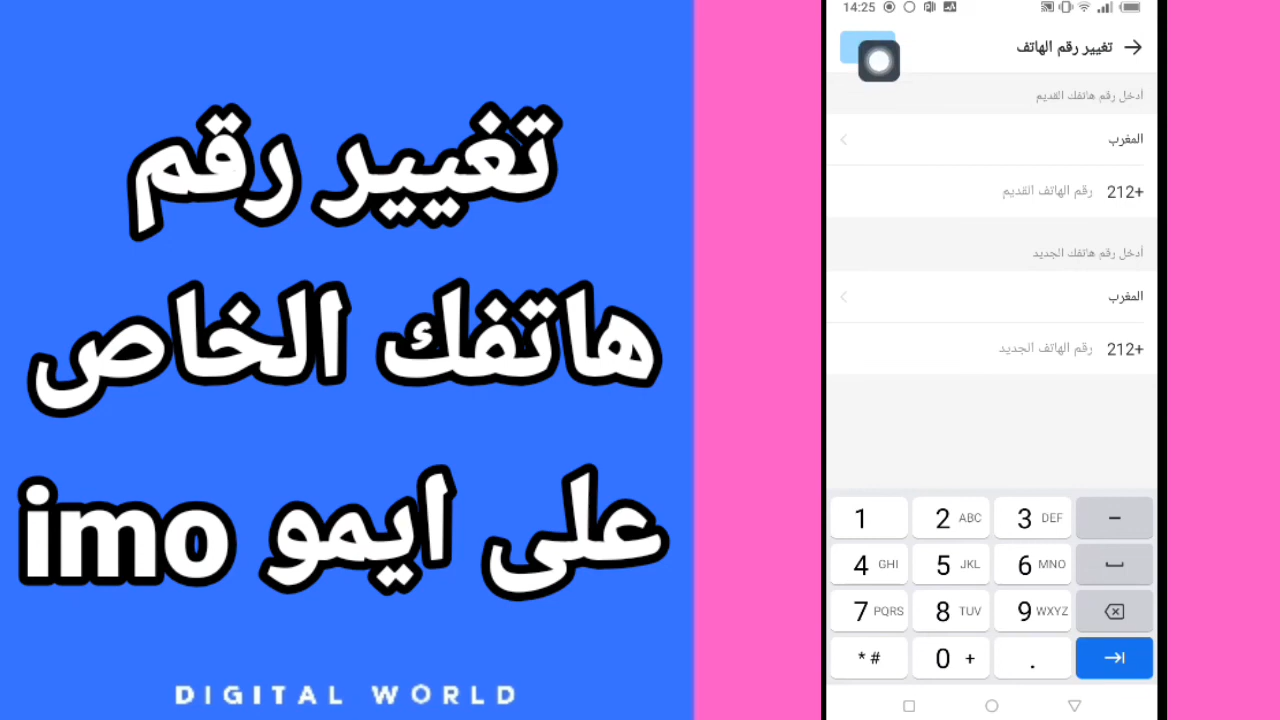 تغيير رقم
هاتفك الخاص
على ايمو imo
DIGITAL WORLD
14:25
تغيير رقم الهاتف
أدخل رقم هاتفك القديم
المغرب
+212 رقم الهاتف القديم
أدخل رقم هاتفك الجديد
المغرب
+212 رقم الهاتف الجديد
1 2 ABC 3 DEF -
4 GHI 5 JKL 6 MNO
7 PQRS 8 TUV 9 WXYZ
* # 0 + .